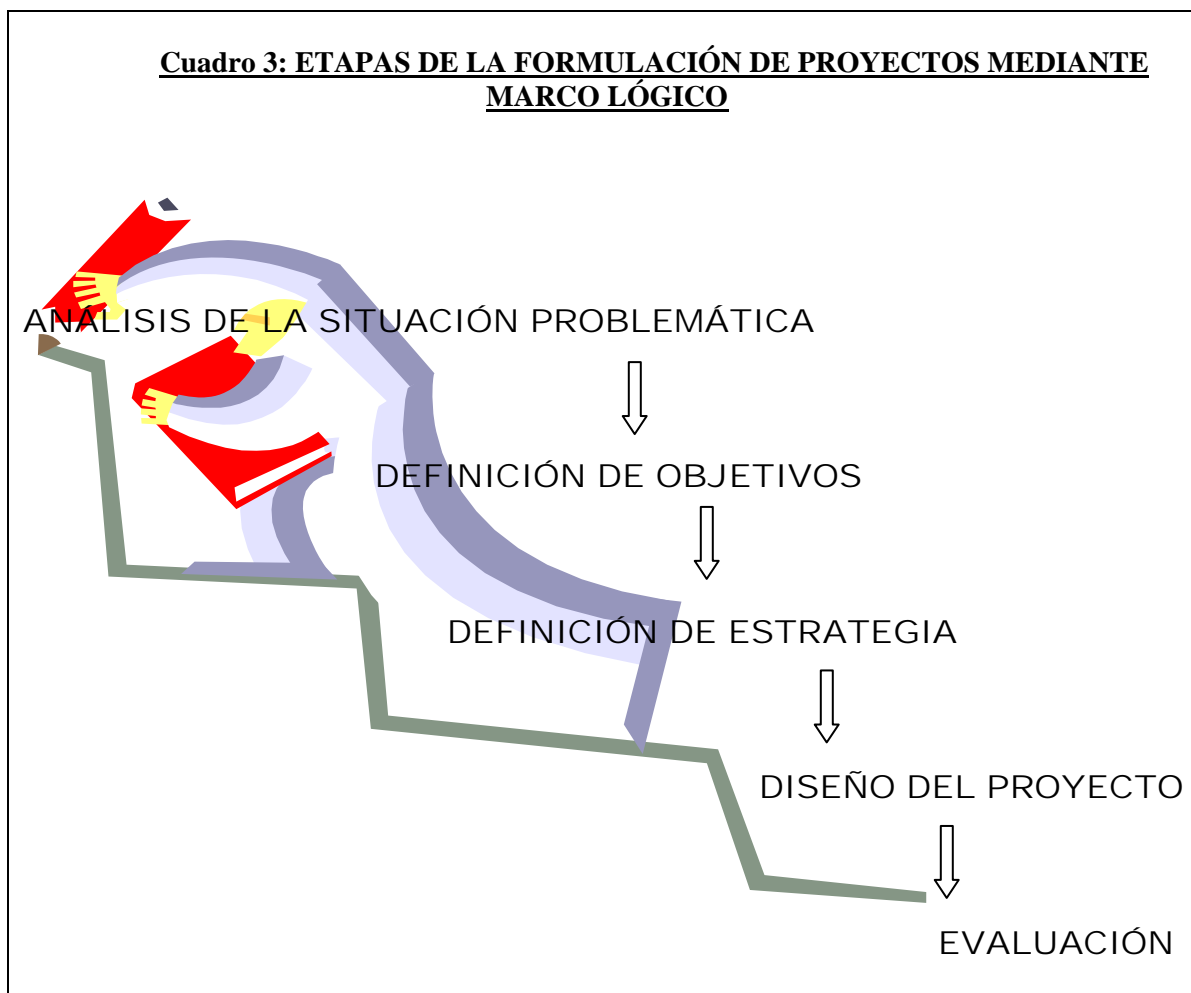 Cuadro 3: ETAPAS DE LA FORMULACIÓN DE PROYECTOS MEDIANTE
MARCO LÓGICO
ANÁLISIS DE LA SITUACIÓN PROBLEMÁTICA
DEFINICIÓN DE OBJETIVOS
DEFINICIÓN DE ESTRATEGIA
DISEÑO DEL PROYECTO
EVALUACIÓN